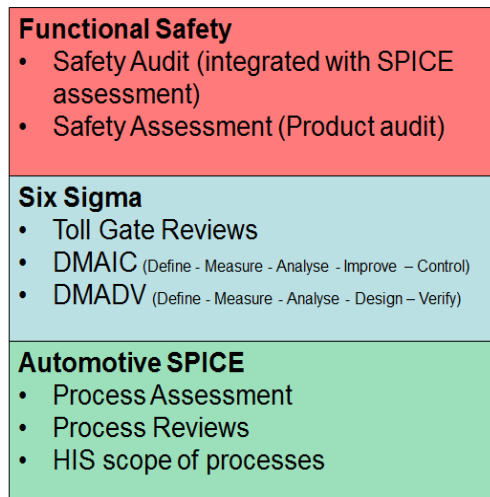 Functional Safety
• Safety Audit (integrated with SPICE
assessment)
• Safety Assessment (Product audit)
Six Sigma
• Toll Gate Reviews
• DMAIC (Define - Measure - Analyse - Improve – Control)
• DMADV (Define - Measure - Analyse - Design – Verify)
Automotive SPICE
• Process Assessment
• Process Reviews
• HIS scope of processes